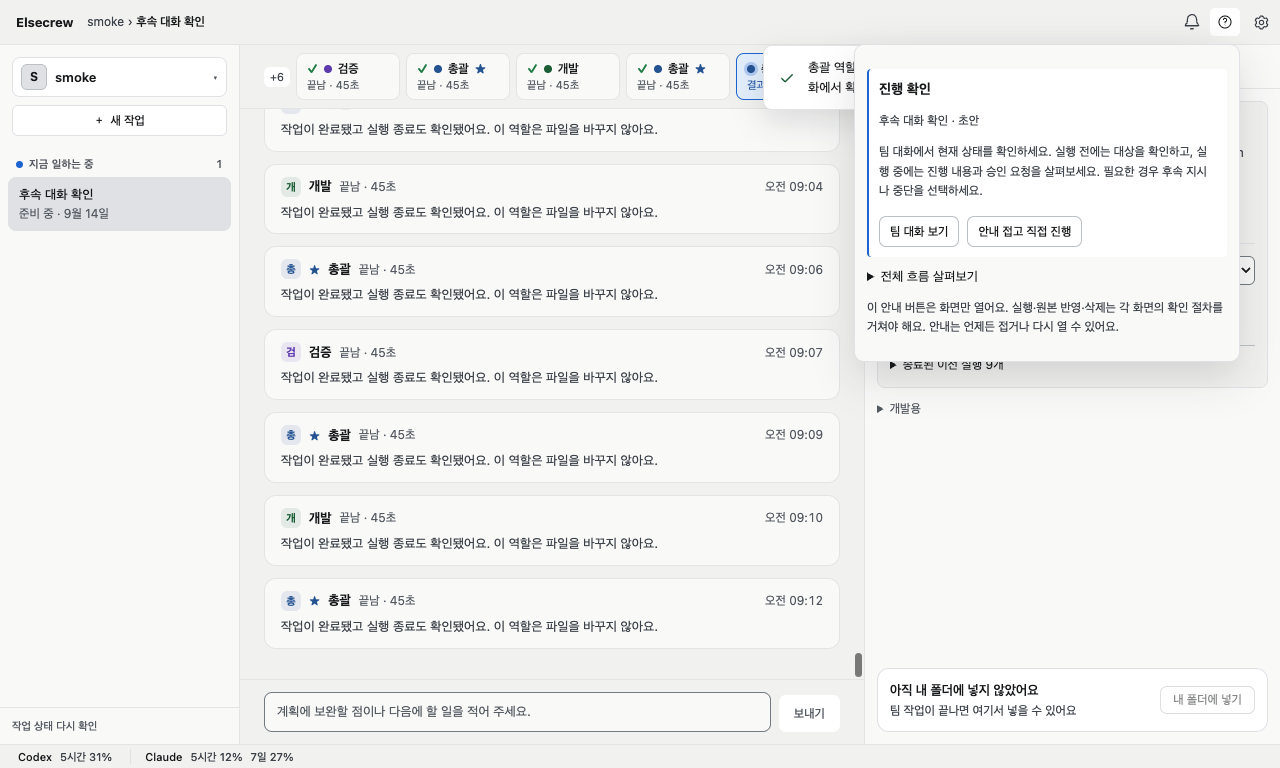 Elsecrew smoke › 후속 대화 확인
S smoke
+ 새 작업
지금 일하는 중 1
후속 대화 확인
준비 중 · 9월 14일
작업 상태 다시 확인
+6
검증
끝남 · 45초
총괄 ★
끝남 · 45초
개발
끝남 · 45초
총괄 ★
끝남 · 45초
총괄 역할
화에서 확
작업이 완료됐고 실행 종료도 확인됐어요. 이 역할은 파일을 바꾸지 않아요.
개 개발 끝남 · 45초 오전 09:04
작업이 완료됐고 실행 종료도 확인됐어요. 이 역할은 파일을 바꾸지 않아요.
총 ★ 총괄 끝남 · 45초 오전 09:06
작업이 완료됐고 실행 종료도 확인됐어요. 이 역할은 파일을 바꾸지 않아요.
검 검증 끝남 · 45초 오전 09:07
작업이 완료됐고 실행 종료도 확인됐어요. 이 역할은 파일을 바꾸지 않아요.
총 ★ 총괄 끝남 · 45초 오전 09:09
작업이 완료됐고 실행 종료도 확인됐어요. 이 역할은 파일을 바꾸지 않아요.
개 개발 끝남 · 45초 오전 09:10
작업이 완료됐고 실행 종료도 확인됐어요. 이 역할은 파일을 바꾸지 않아요.
총 ★ 총괄 끝남 · 45초 오전 09:12
작업이 완료됐고 실행 종료도 확인됐어요. 이 역할은 파일을 바꾸지 않아요.
계획에 보완할 점이나 다음에 할 일을 적어 주세요.
보내기
진행 확인
후속 대화 확인 · 초안
팀 대화에서 현재 상태를 확인하세요. 실행 전에는 대상을 확인하고, 실
행 중에는 진행 내용과 승인 요청을 살펴보세요. 필요한 경우 후속 지시
나 중단을 선택하세요.
팀 대화 보기 안내 접고 직접 진행
▶ 전체 흐름 살펴보기
이 안내 버튼은 화면만 열어요. 실행·원본 반영·삭제는 각 화면의 확인 절차를
거쳐야 해요. 안내는 언제든 접거나 다시 열 수 있어요.
▶ 종료된 이전 실행 9개
▶ 개발용
아직 내 폴더에 넣지 않았어요
팀 작업이 끝나면 여기서 넣을 수 있어요
내 폴더에 넣기
Codex 5시간 31% Claude 5시간 12% 7일 27%